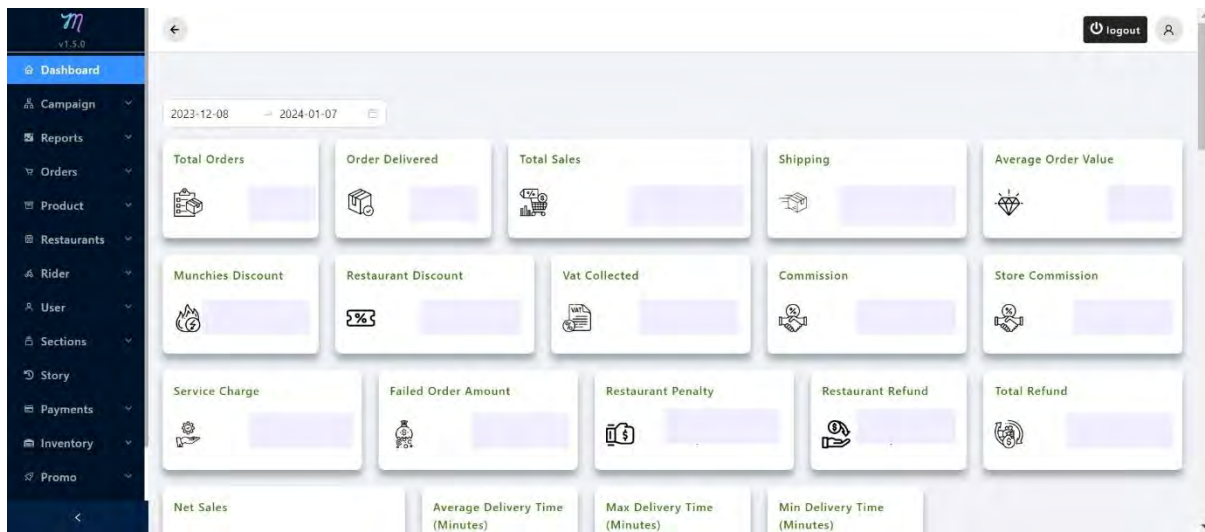 m
v1.5.0
logout
Dashboard
Campaign
Reports
Orders
Product
Restaurants
Rider
User
Sections
Story
Payments
Inventory
Promo
2023-12-08 → 2024-01-07
Total Orders
Order Delivered
Total Sales
Shipping
Average Order Value
Munchies Discount
Restaurant Discount
Vat Collected
VAT
Commission
Store Commission
Service Charge
Failed Order Amount
Restaurant Penalty
Restaurant Refund
Total Refund
Net Sales
Average Delivery Time
(Minutes)
Max Delivery Time
(Minutes)
Min Delivery Time
(Minutes)